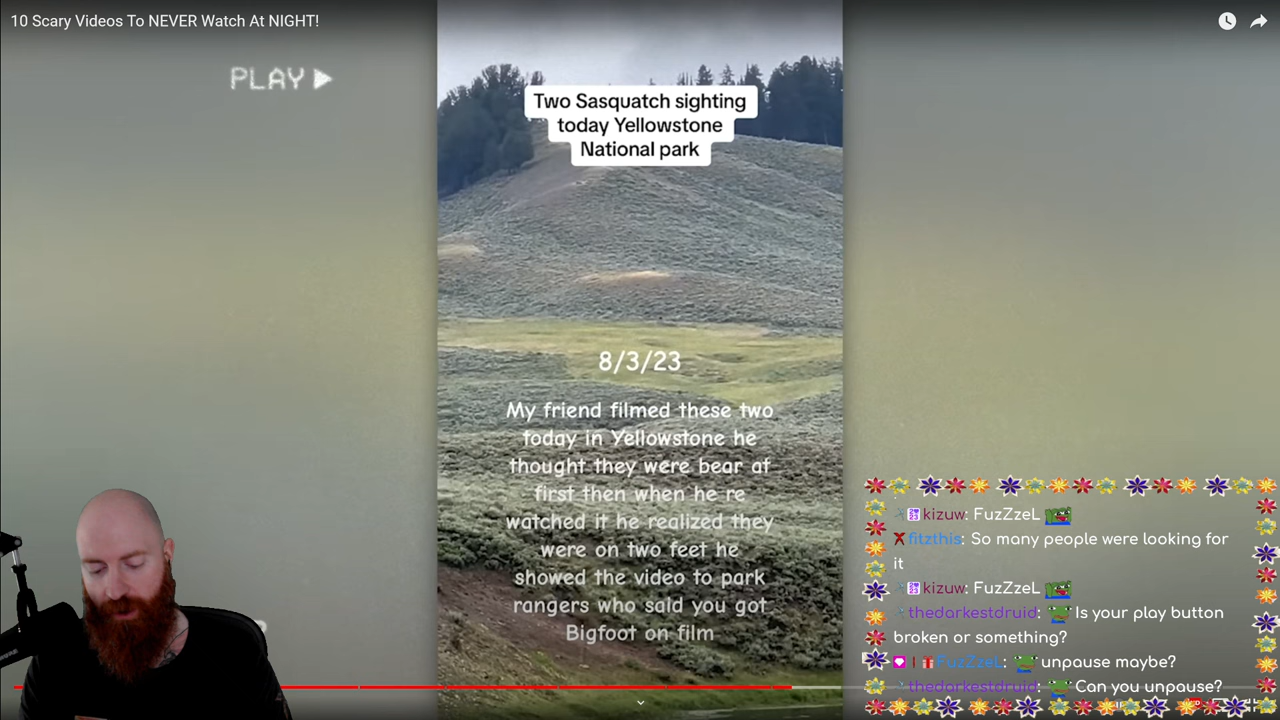 10 Scary Videos To NEVER Watch At NIGHT!
PLAY
Two Sasquatch sighting
today Yellowstone
National park
8/3/23
My friend filmed these two
today in Yellowstone he
thought they were bear at
first then when he re
watched it he realized they
were on two feet he
showed the video to park
rangers who said you got
Bigfoot on film
kizuw: FuzZzeL
fitzthis: So many people were looking for
it
kizuw: FuzZzeL
thedarkestdruid: Is your play button
broken or something?
FuzZzeL: unpause maybe?
thedarkestdruid: Can you unpause?